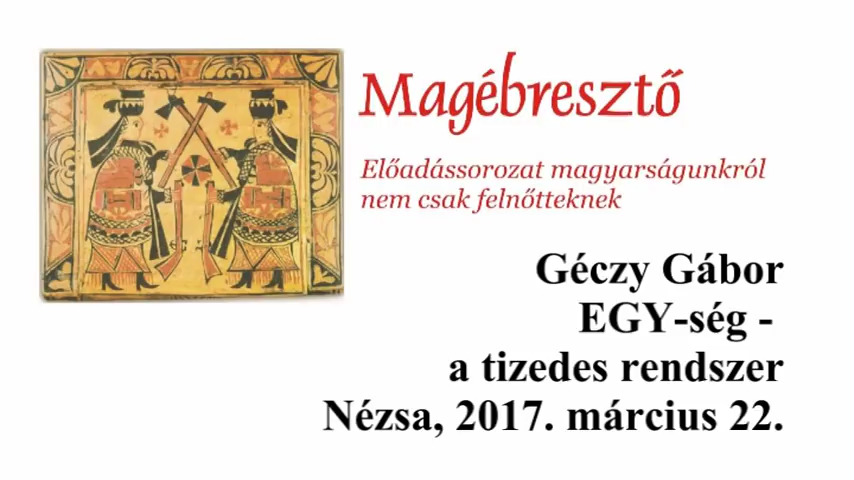 Magébresztő
Előadássorozat magyarságunkról
nem csak felnőtteknek
Géczy Gábor
EGY-ség -
a tizedes rendszer
Nézsa, 2017. március 22.